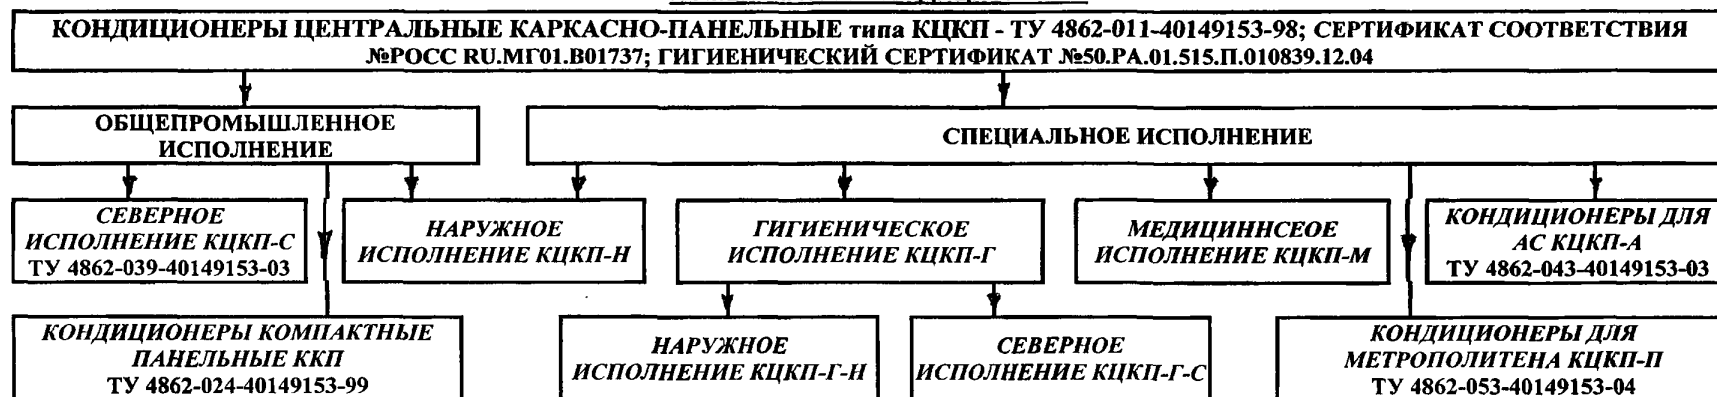 КОНДИЦИОНЕРЫ ЦЕНТРАЛЬНЫЕ КАРКАСНО-ПАНЕЛЬНЫЕ типа КЦКП - ТУ 4862-011-40149153-98; СЕРТИФИКАТ СООТВЕТСТВИЯ
№РОСС RU.МГ01.В01737; ГИГИЕНИЧЕСКИЙ СЕРТИФИКАТ №50.РА.01.515.П.010839.12.04
ОБЩЕПРОМЫШЛЕННОЕ
ИСПОЛНЕНИЕ
СПЕЦИАЛЬНОЕ ИСПОЛНЕНИЕ
СЕВЕРНОЕ
ИСПОЛНЕНИЕ КЦКП-С
ТУ 4862-039-40149153-03
НАРУЖНОЕ
ИСПОЛНЕНИЕ КЦКП-Н
ГИГИЕНИЧЕСКОЕ
ИСПОЛНЕНИЕ КЦКП-Г
МЕДИЦИННСЕОЕ
ИСПОЛНЕНИЕ КЦКП-М
КОНДИЦИОНЕРЫ ДЛЯ
АС КЦКП-А
ТУ 4862-043-40149153-03
КОНДИЦИОНЕРЫ КОМПАКТНЫЕ
ПАНЕЛЬНЫЕ ККП
ТУ 4862-024-40149153-99
НАРУЖНОЕ
ИСПОЛНЕНИЕ КЦКП-Г-Н
СЕВЕРНОЕ
ИСПОЛНЕНИЕ КЦКП-Г-С
КОНДИЦИОНЕРЫ ДЛЯ
МЕТРОПОЛИТЕНА КЦКП-П
ТУ 4862-053-40149153-04